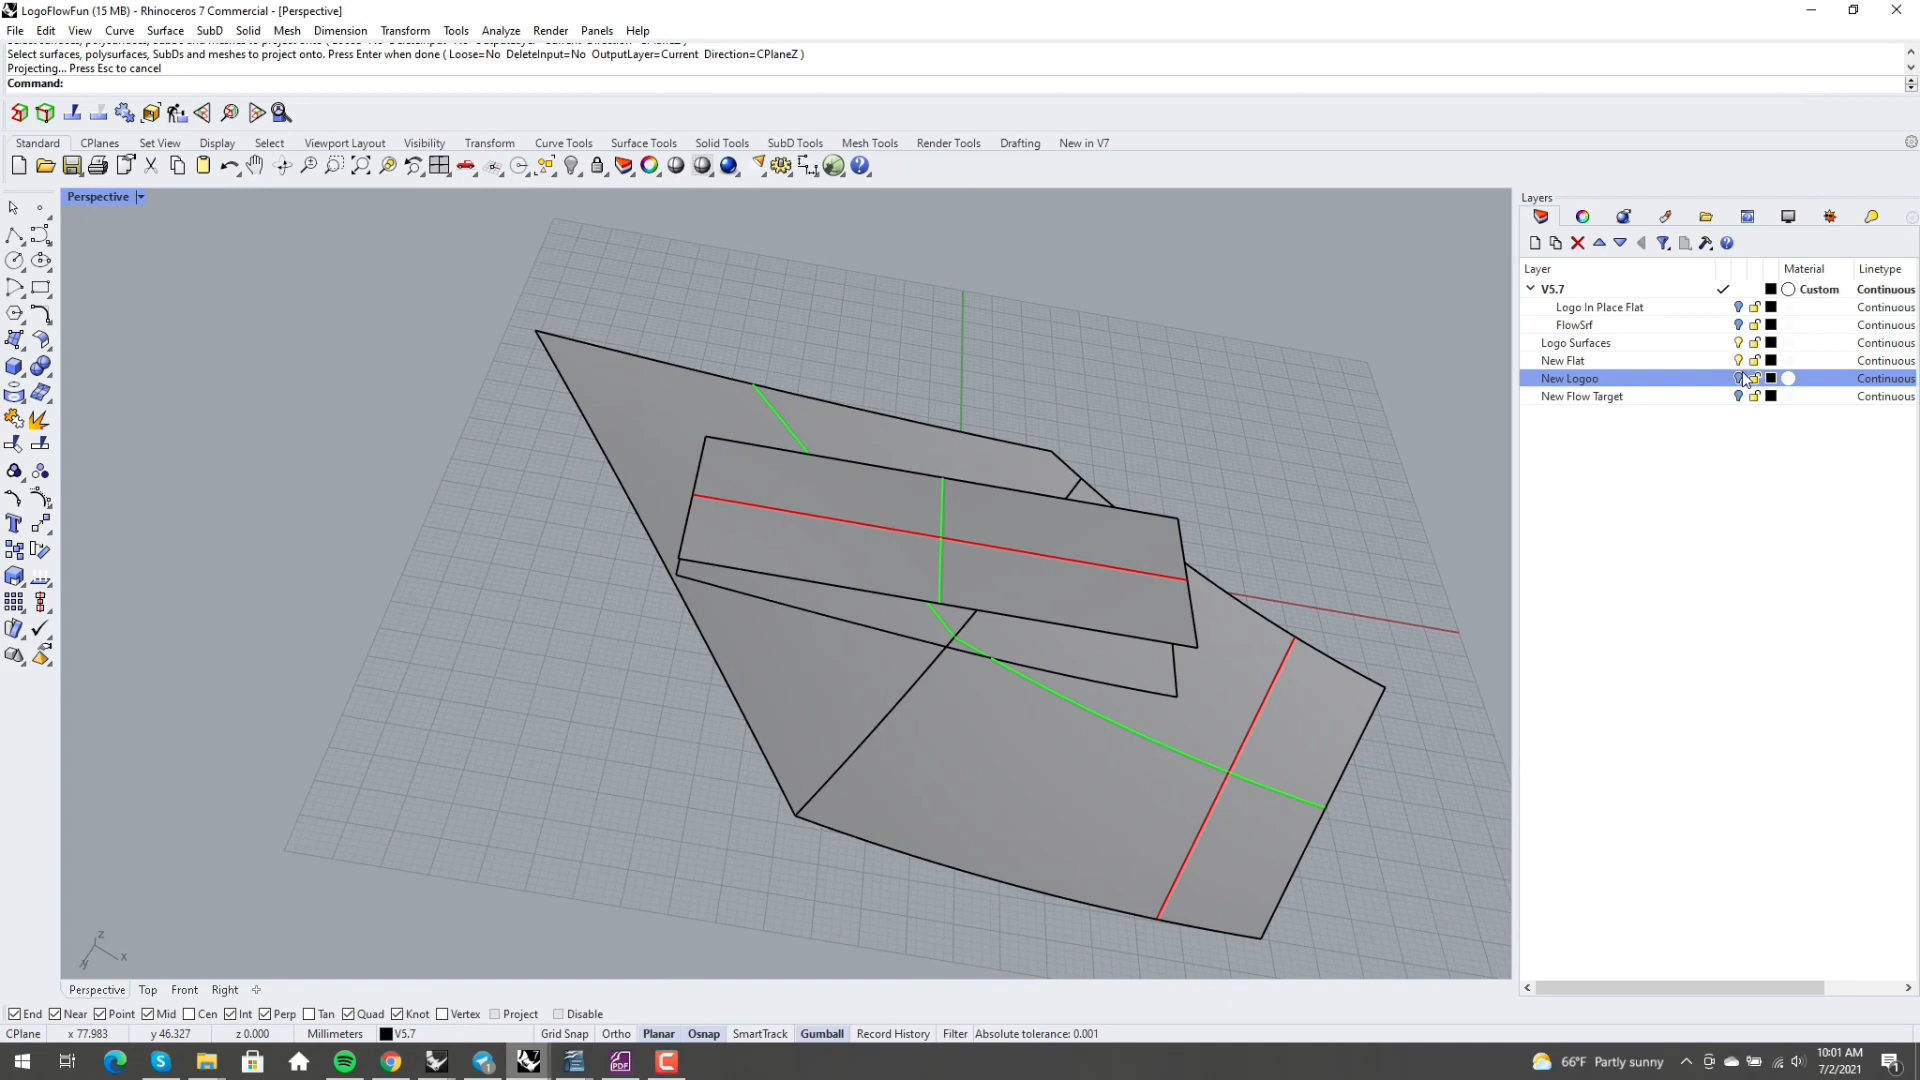 LogoFlowFun (15 MB) - Rhinoceros 7 Commercial - [Perspective]
File Edit View Curve Surface SubD Solid Mesh Dimension Transform Tools Analyze Render Panels Help
Select surfaces, polysurfaces, SubDs and meshes to project onto. Press Enter when done ( Loose=No DeleteInput=No OutputLayer=Current Direction=CPlaneZ )
Projecting... Press Esc to cancel
Command:
Standard CPlanes Set View Display Select Viewport Layout Visibility Transform Curve Tools Surface Tools Solid Tools SubD Tools Mesh Tools Render Tools Drafting New in V7
Perspective
Layers
Layer Material Linetype
V5.7 Custom Continuous
Logo In Place Flat Continuous
FlowSrf Continuous
Logo Surfaces Continuous
New Flat Continuous
New Logoo Continuous
New Flow Target Continuous
z
x
y
Perspective Top Front Right
End Near Point Mid Cen Int Perp Tan Quad Knot Vertex Project Disable
CPlane x 77.983 y 46.327 z 0.000 Millimeters V5.7 Grid Snap Ortho Planar Osnap SmartTrack Gumball Record History Filter Absolute tolerance: 0.001
66°F Partly sunny
10:01 AM
7/2/2021